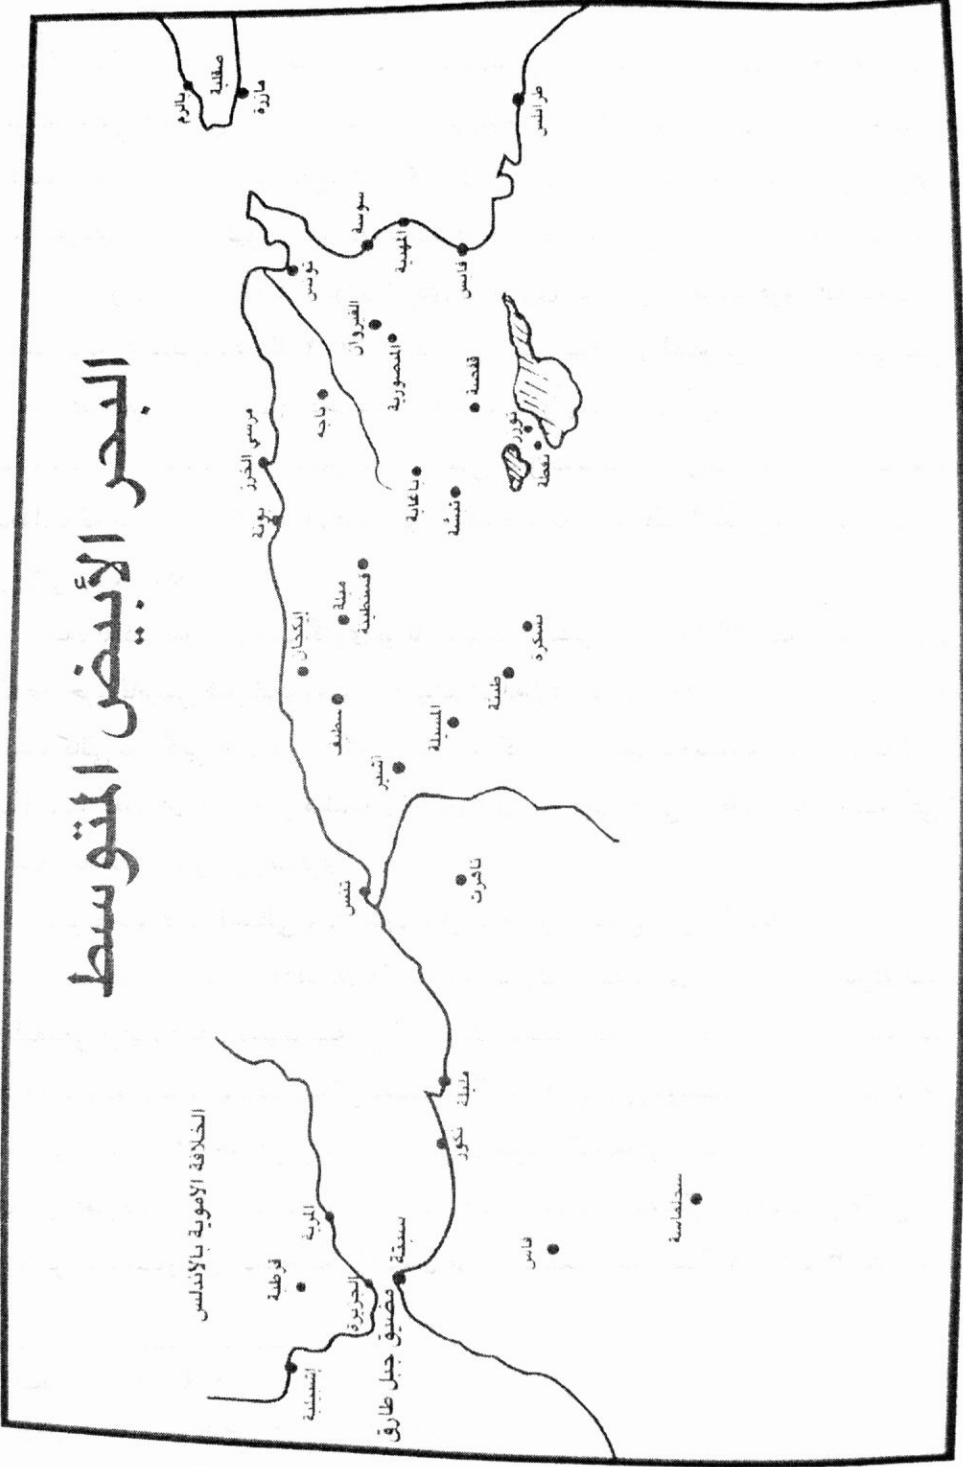 البحر الأبيض المتوسط
صقلية
بالرم
مازرة
طرابلس
سوسة
المهدية
قابس
تونس
القيروان
المنصورية
قفصة
باجه
توزر
نفطة
مرسى الخرز
بونة
باغاية
تبسّة
قسنطينة
ميلة
إيكجان
سطيف
بسكرة
طبنة
المسيلة
أشير
تنس
تاهرت
مليلة
نكور
سجلماسة
فاس
سبتة
مضيق جبل طارق
الخلافة الأموية بالأندلس
المرية
قرطبة
الجزيرة
إشبيلية